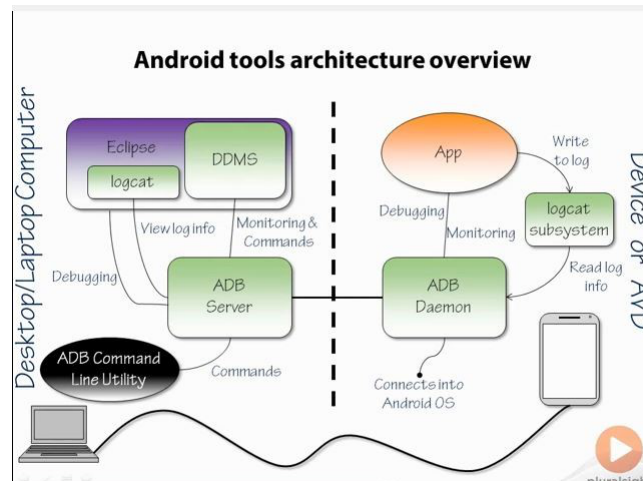 Android tools architecture overview
Desktop/Laptop Computer
Eclipse
DDMS
logcat
View log info
Monitoring &
Commands
Debugging
ADB
Server
ADB Command
Line Utility
Commands
App
Write
to log
Debugging
Monitoring
logcat
subsystem
Read log
info
ADB
Daemon
Connects into
Android OS
Device or AVD